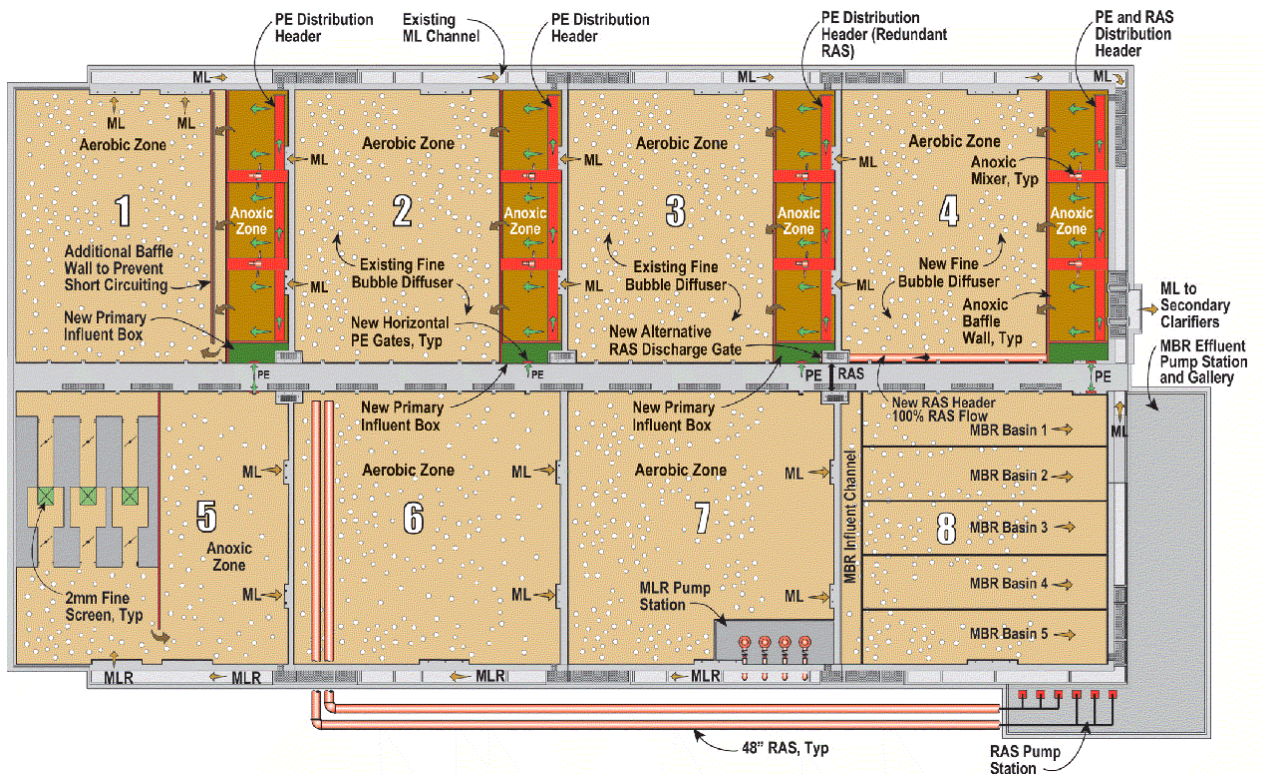 PE Distribution
Header
Existing
ML Channel
PE Distribution
Header
PE Distribution
Header (Redundant
RAS)
PE and RAS
Distribution
Header
ML
ML
ML
ML
ML
ML
Aerobic Zone
1
Additional Baffle
Wall to Prevent
Short Circuiting
New Primary
Influent Box
Anoxic
Zone
ML
ML
Aerobic Zone
2
Existing Fine
Bubble Diffuser
New Horizontal
PE Gates, Typ
Anoxic
Zone
ML
ML
Aerobic Zone
3
Existing Fine
Bubble Diffuser
New Alternative
RAS Discharge Gate
Anoxic
Zone
ML
ML
Aerobic Zone
4
New Fine
Bubble Diffuser
Anoxic
Mixer, Typ
Anoxic
Zone
Anoxic
Baffle
Wall, Typ
ML to
Secondary
Clarifiers
MBR Effluent
Pump Station
and Gallery
PE
PE
PE
RAS
PE
New Primary
Influent Box
New Primary
Influent Box
New RAS Header
100% RAS Flow
ML
5
Anoxic
Zone
2mm Fine
Screen, Typ
ML
ML
Aerobic Zone
6
ML
ML
Aerobic Zone
7
ML
ML
MLR Pump
Station
MBR Influent Channel
8
MBR Basin 1
MBR Basin 2
MBR Basin 3
MBR Basin 4
MBR Basin 5
MLR
MLR
MLR
48” RAS, Typ
RAS Pump
Station